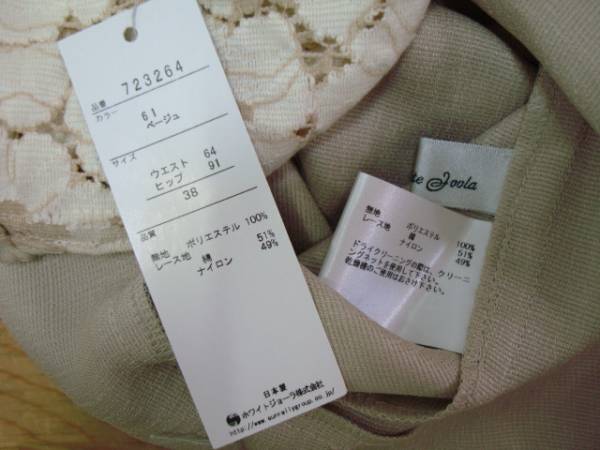 品番 723264
カラー 61
ベージュ
サイズ
ウエスト 64
ヒップ 91
38
品質
無地 ポリエステル 100%
レース地 綿 51%
ナイロン 49%
日本製
ホワイトジョーラ株式会社
te Joola
無地 ポリエステル 100%
レース地 綿 51%
ナイロン 49%
ドライクリーニングの際は、クリーニ
ングネットを使用して下さい。
乾燥機のご使用はおさけ下さい。